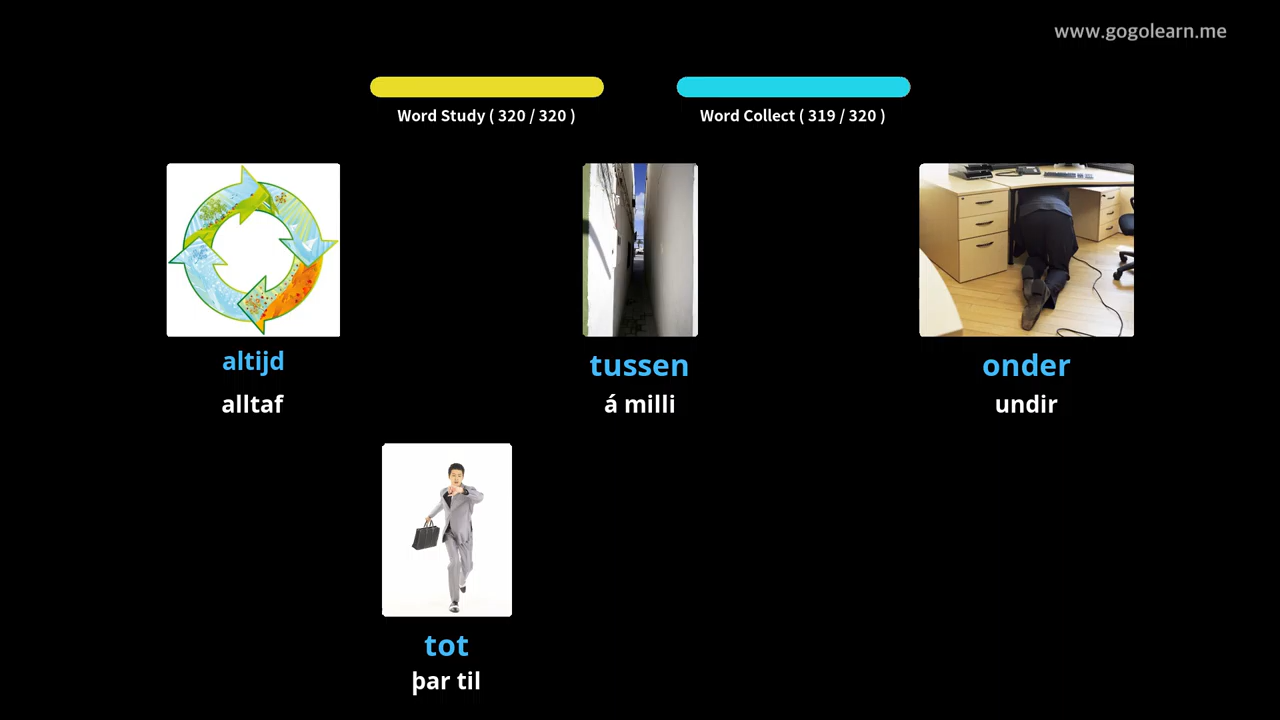 www.gogolearn.me
Word Study ( 320 / 320 )
Word Collect ( 319 / 320 )
altijd
alltaf
tussen
á milli
onder
undir
tot
þar til